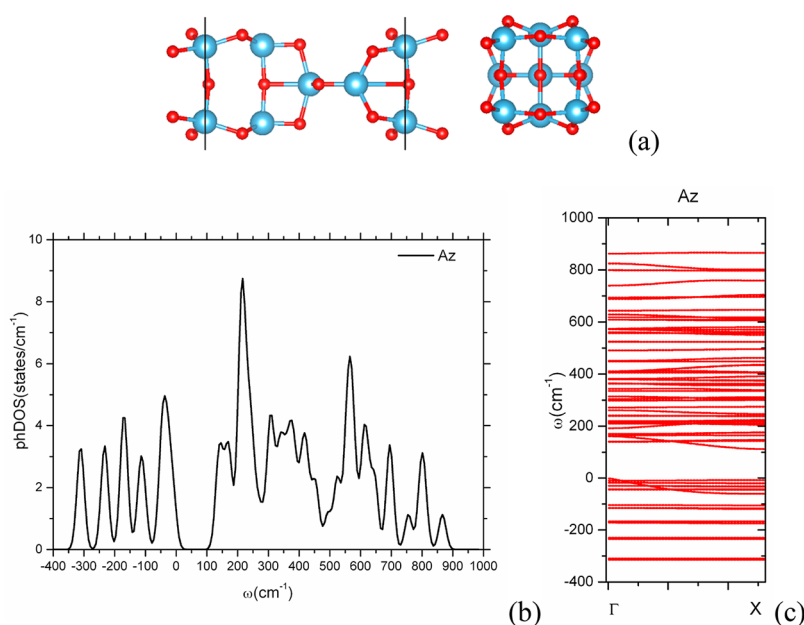 (a)
10
8
6
4
2
0
phDOS(states/cm⁻¹)
Az
-400 -300 -200 -100 0 100 200 300 400 500 600 700 800 900 1000
ω(cm⁻¹)
(b)
Az
1000
800
600
400
200
0
-200
-400
ω(cm⁻¹)
Γ X
(c)